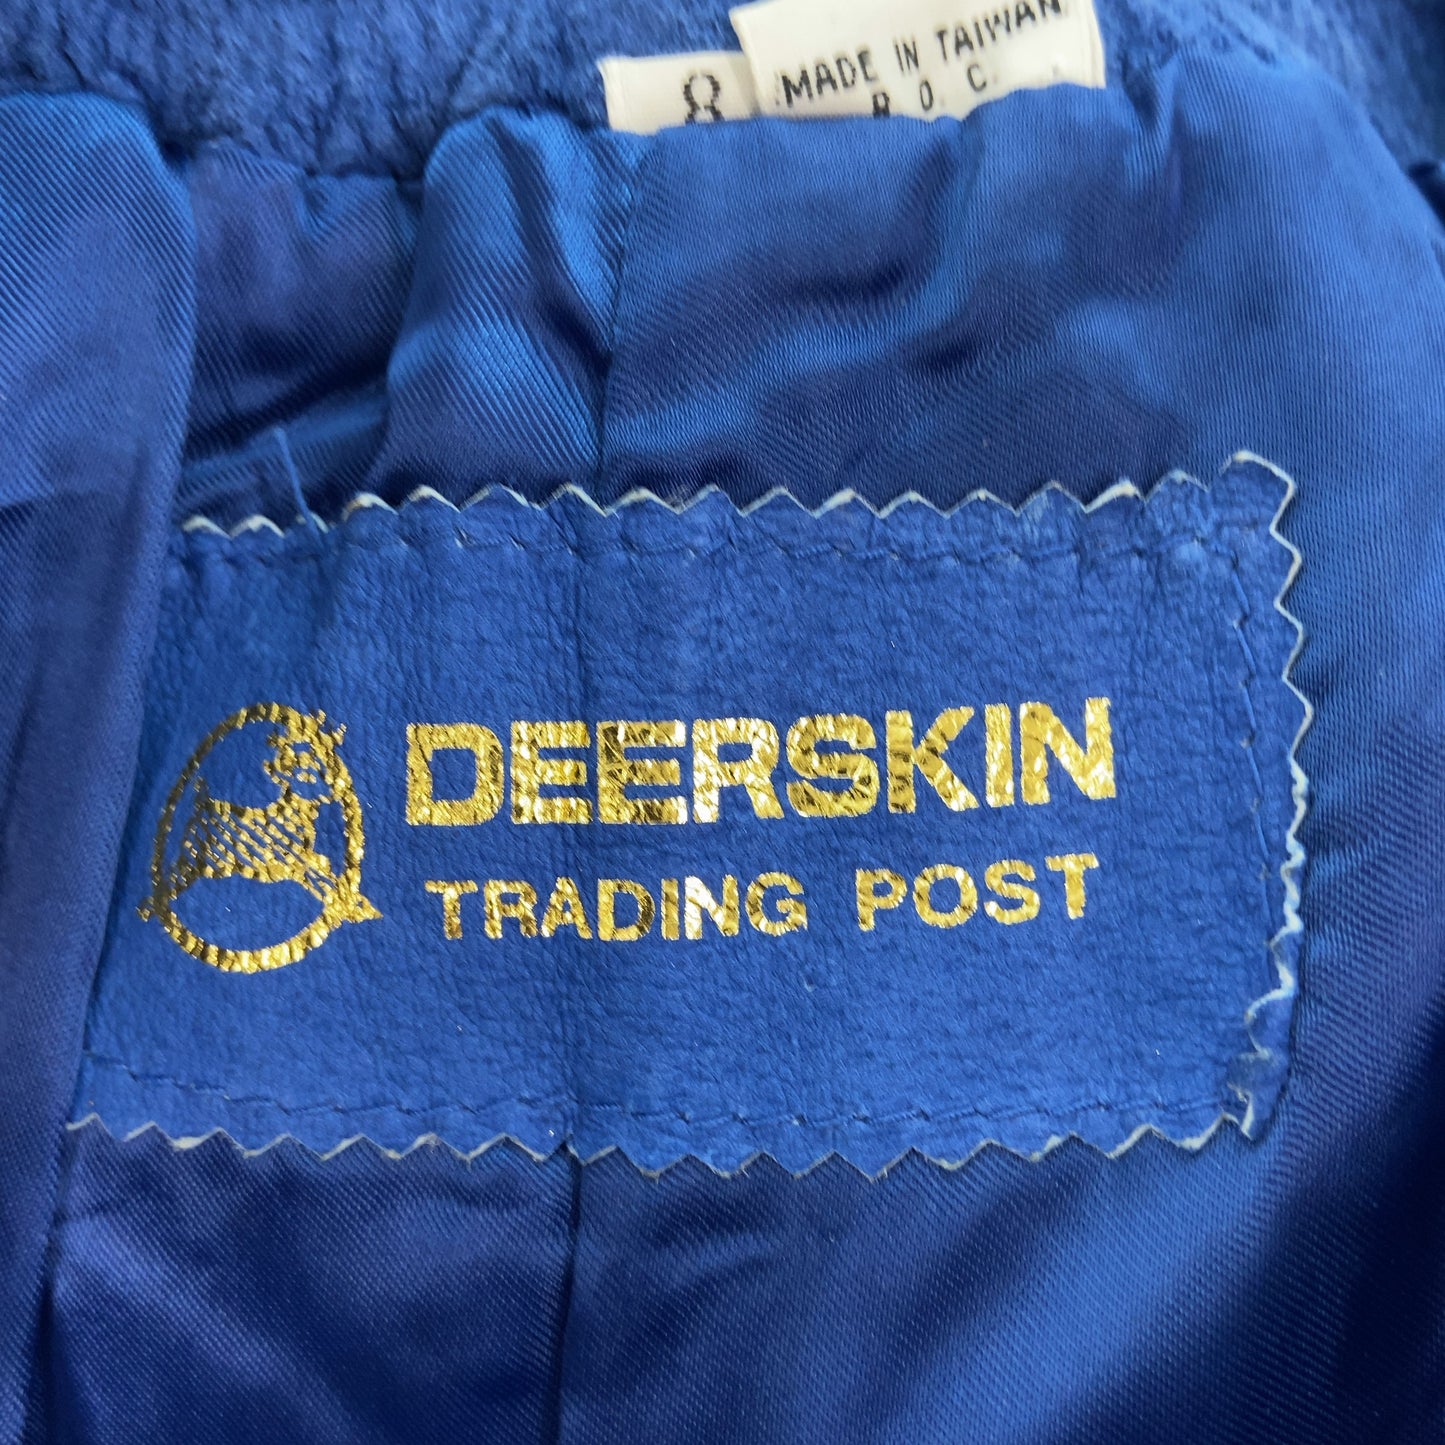 8
MADE IN TAIWAN
R. O. C.
DEERSKIN
TRADING POST